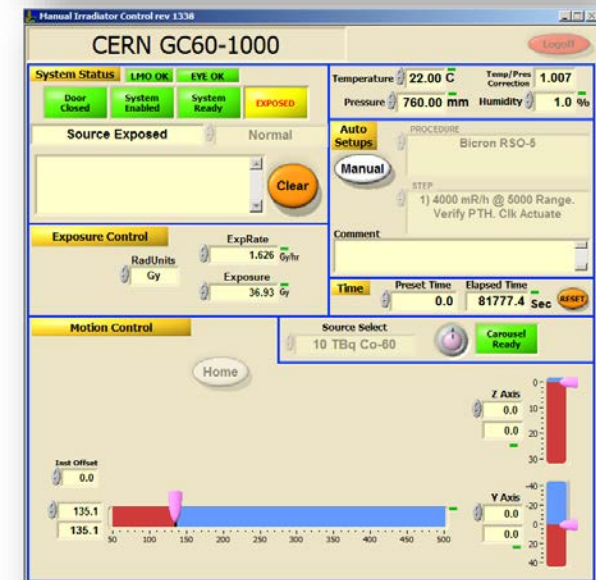 Manual Irradiator Control rev 1338
CERN GC60-1000
Logoff
System Status LMO OK EYE OK
Door Closed
System Enabled
System Ready
EXPOSED
Source Exposed Normal
Clear
Temperature 22.00 C Temp/Pres Correction 1.007
Pressure 760.00 mm Humidity 1.0 %
Auto Setups
Manual
PROCEDURE
Bicron RSO-5
STEP
1) 4000 mR/h @ 5000 Range.
Verify PTH. Clk Actuate
Comment
Exposure Control
RadUnits
Gy
ExpRate
1.626 Gy/hr
Exposure
36.93 Gy
Time Preset Time Elapsed Time
0.0 81777.4 Sec RESET
Motion Control
Source Select
10 TBq Co-60
Carousel Ready
Home
Z Axis
0.0
0.0
0-
10-
20-
30-
Inst Offset
0.0
135.1
135.1
50 100 150 200 250 300 350 400 450 500
Y Axis
0.0
0.0
-40-
-20-
0-
20-
40-